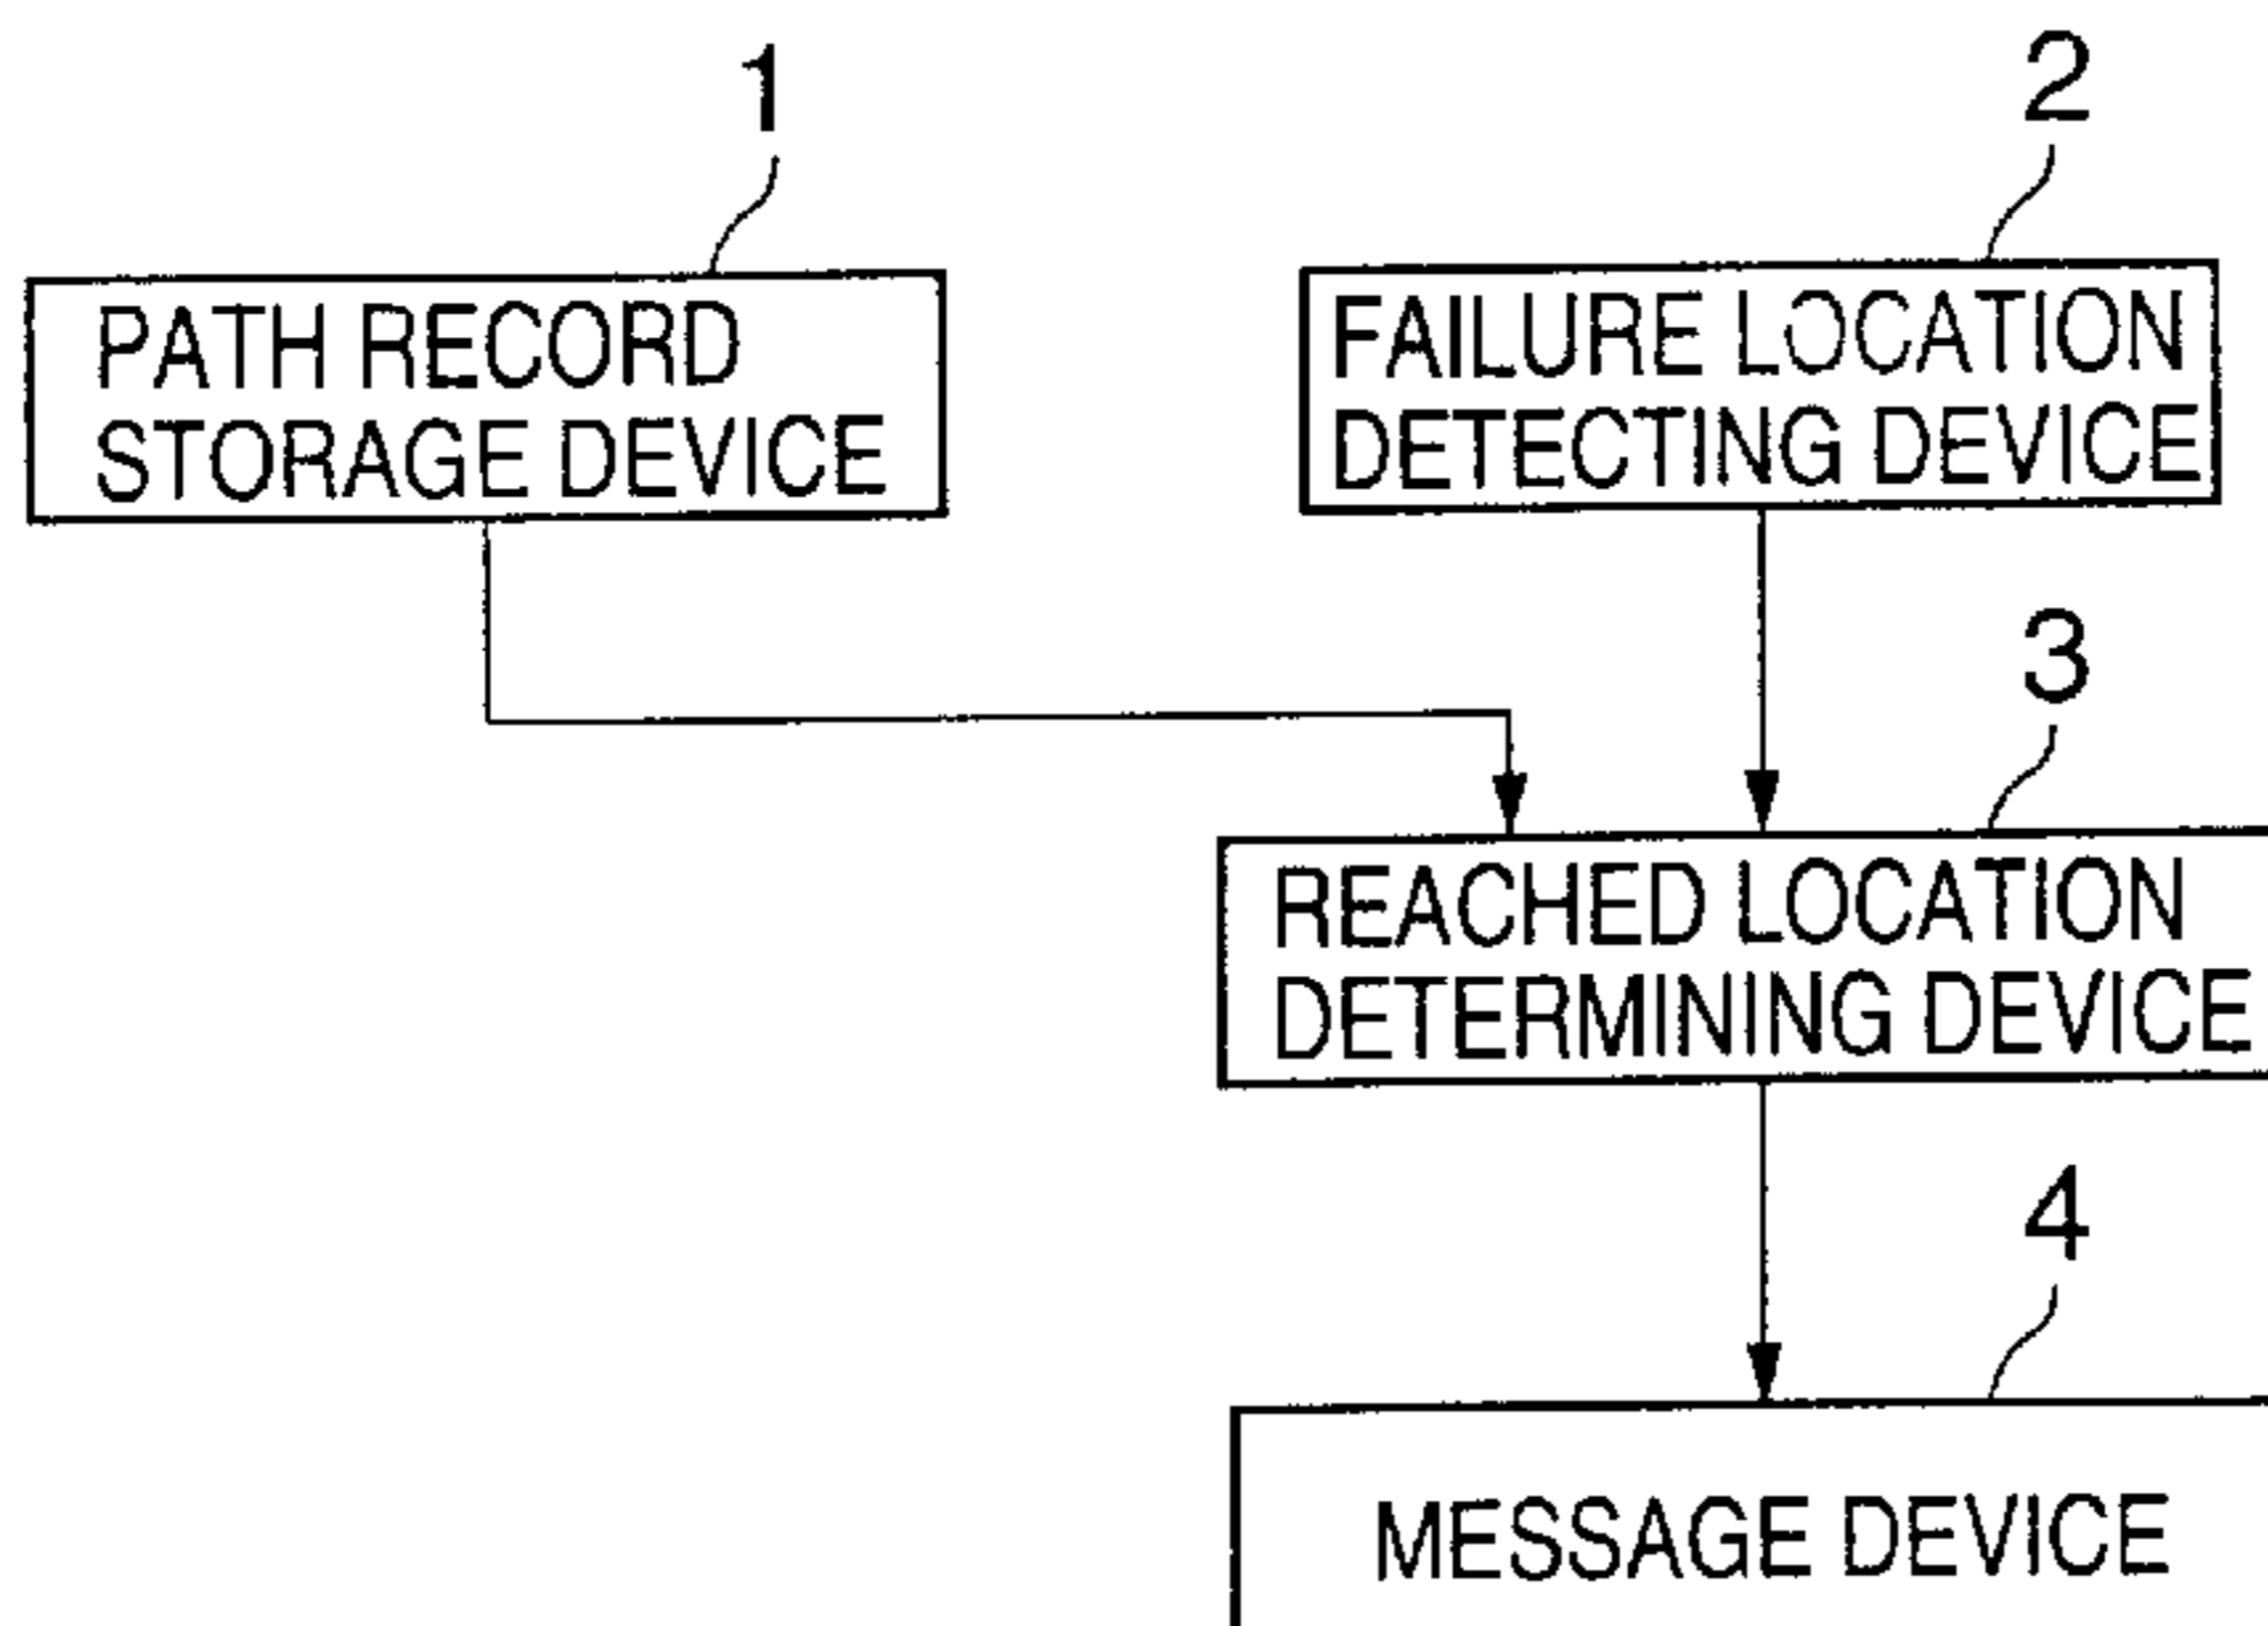 1
2
PATH RECORD
STORAGE DEVICE
FAILURE LOCATION
DETECTING DEVICE
3
REACHED LOCATION
DETERMINING DEVICE
4
MESSAGE DEVICE